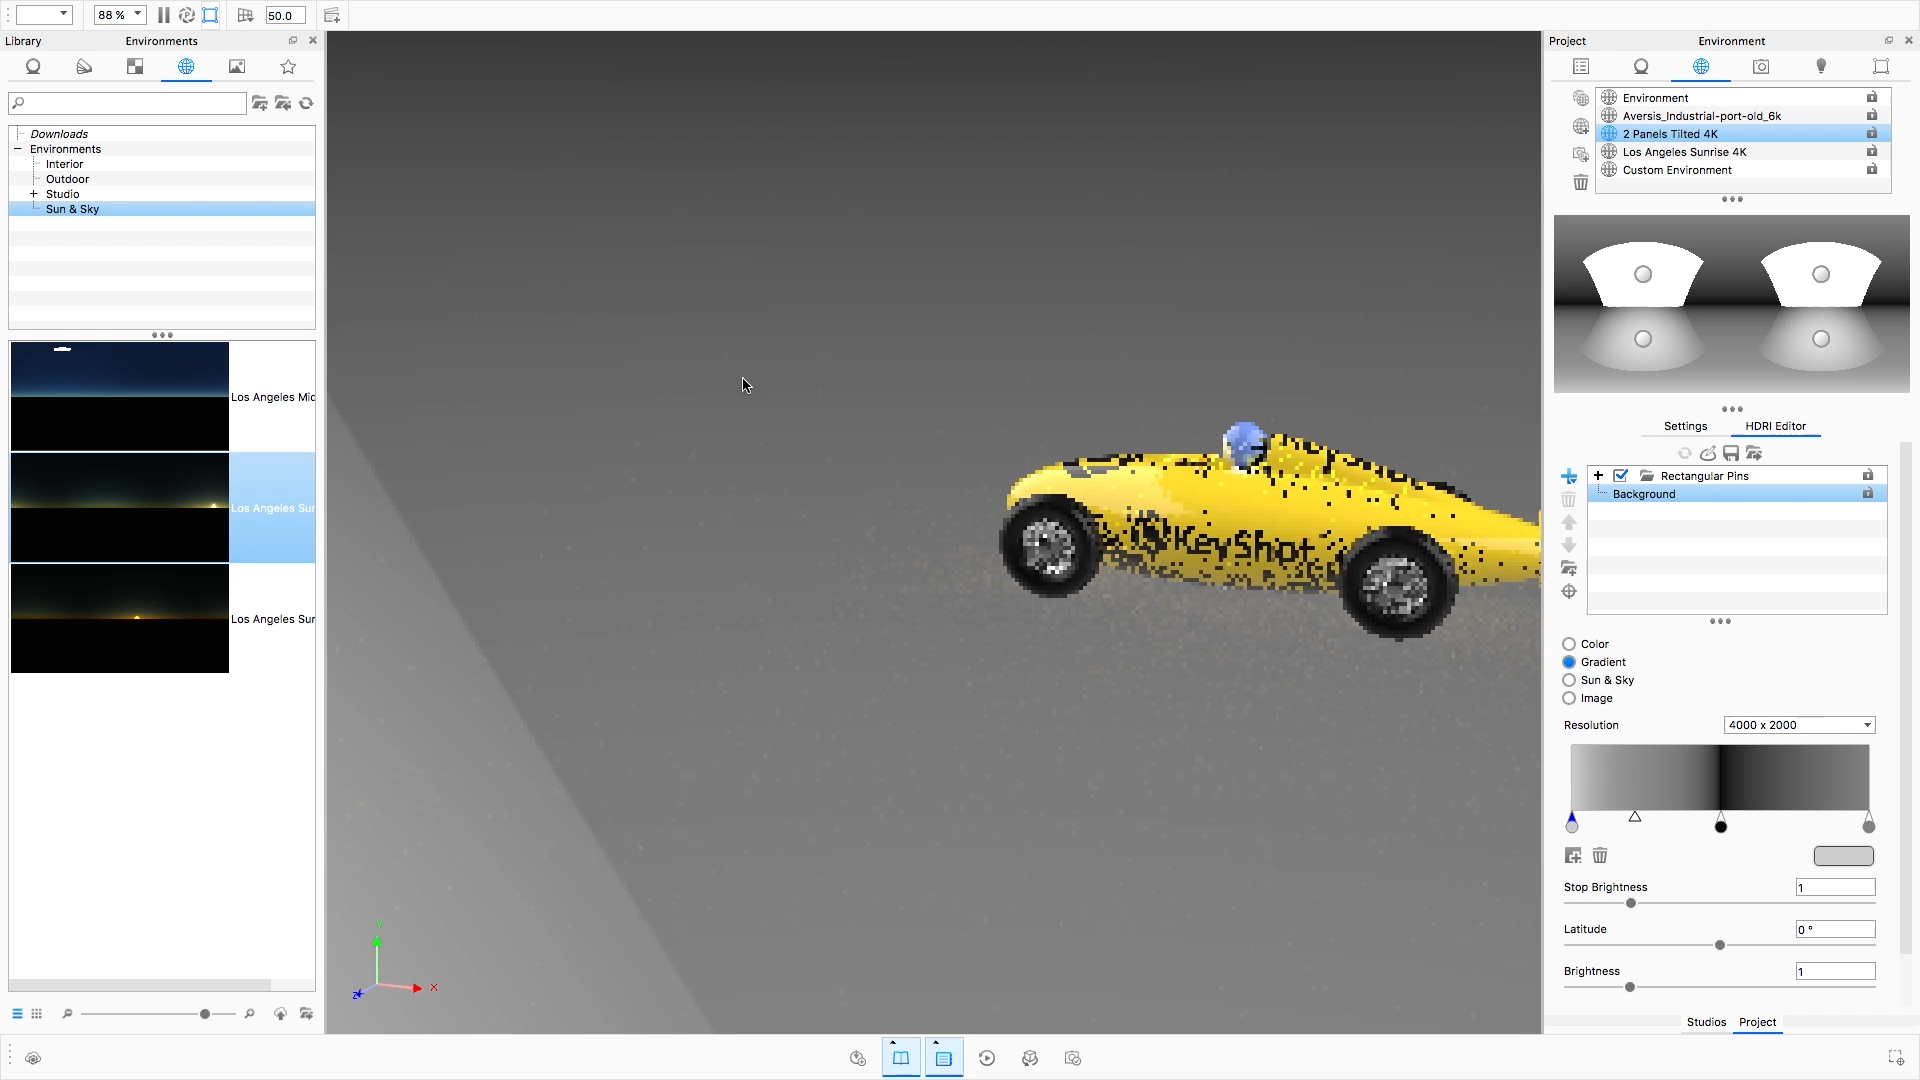 88 %
50.0
Library
Environments
Downloads
Environments
Interior
Outdoor
Studio
Sun & Sky
Los Angeles Mid
Los Angeles Sun
Los Angeles Sun
KeyShot
Y
X
Z
Project
Environment
Environment
Aversis_Industrial-port-old_6k
2 Panels Tilted 4K
Los Angeles Sunrise 4K
Custom Environment
Settings
HDRI Editor
Rectangular Pins
Background
Color
Gradient
Sun & Sky
Image
Resolution
4000 x 2000
Stop Brightness
1
Latitude
0 °
Brightness
1
Studios
Project